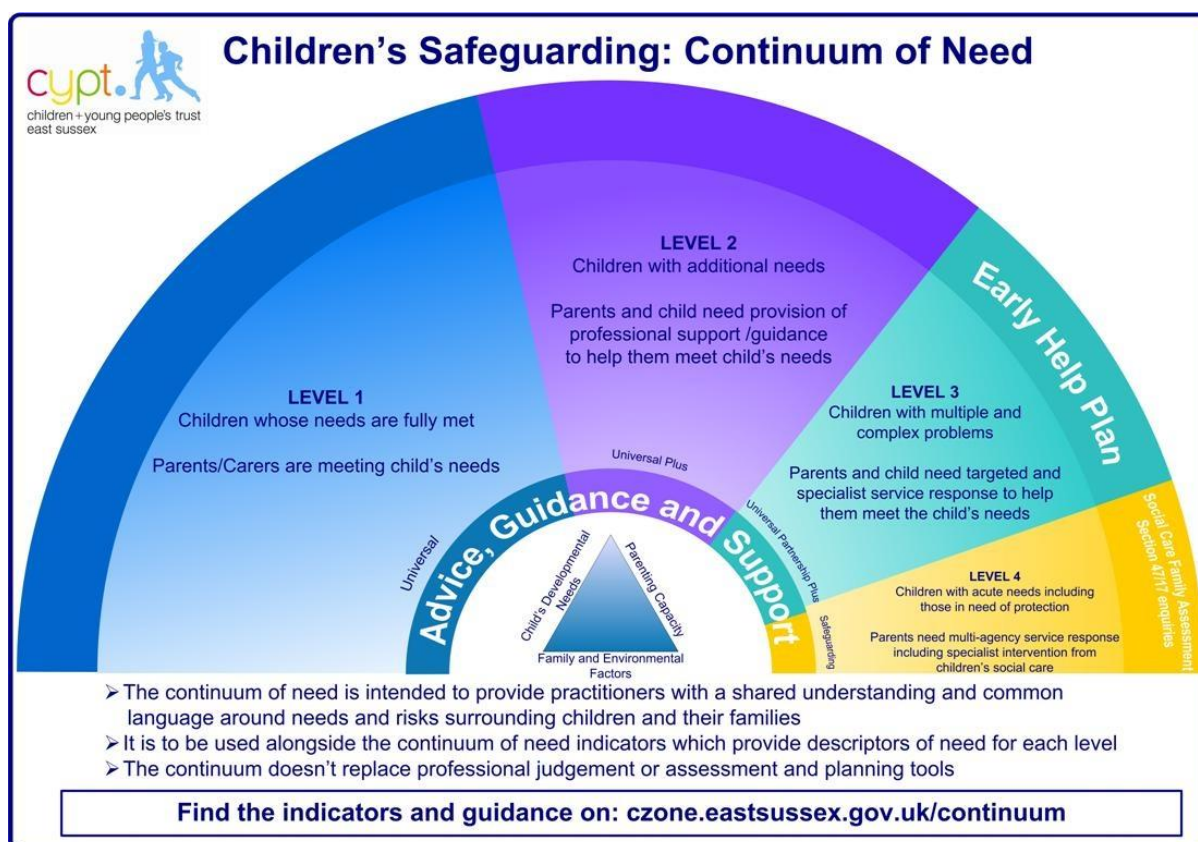 Children's Safeguarding: Continuum of Need
cypt.
children + young people's trust
east sussex
LEVEL 1
Children whose needs are fully met
Parents/Carers are meeting child's needs
LEVEL 2
Children with additional needs
Parents and child need provision of
professional support /guidance
to help them meet child's needs
Early Help Plan
LEVEL 3
Children with multiple and
complex problems
Parents and child need targeted and
specialist service response to help
them meet the child's needs
Social Care Family Assessment
Section 47/17 enquiries
LEVEL 4
Children with acute needs including
those in need of protection
Parents need multi-agency service response
including specialist intervention from
children's social care
Universal
Universal Plus
Universal Partnership Plus
Safeguarding
Advice, Guidance and Support
Child's Developmental
Needs
Parenting Capacity
Family and Environmental
Factors
➢ The continuum of need is intended to provide practitioners with a shared understanding and common
language around needs and risks surrounding children and their families
➢ It is to be used alongside the continuum of need indicators which provide descriptors of need for each level
➢ The continuum doesn't replace professional judgement or assessment and planning tools
Find the indicators and guidance on: czone.eastsussex.gov.uk/continuum